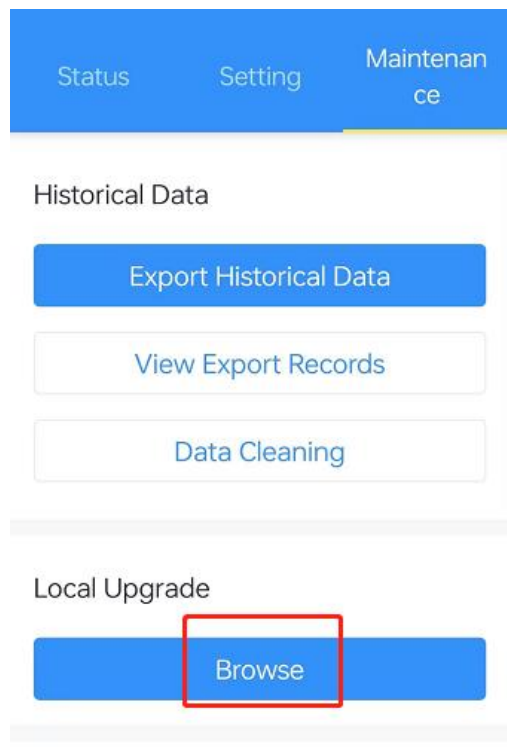 Status
Setting
Maintenan
ce
Historical Data
Export Historical Data
View Export Records
Data Cleaning
Local Upgrade
Browse